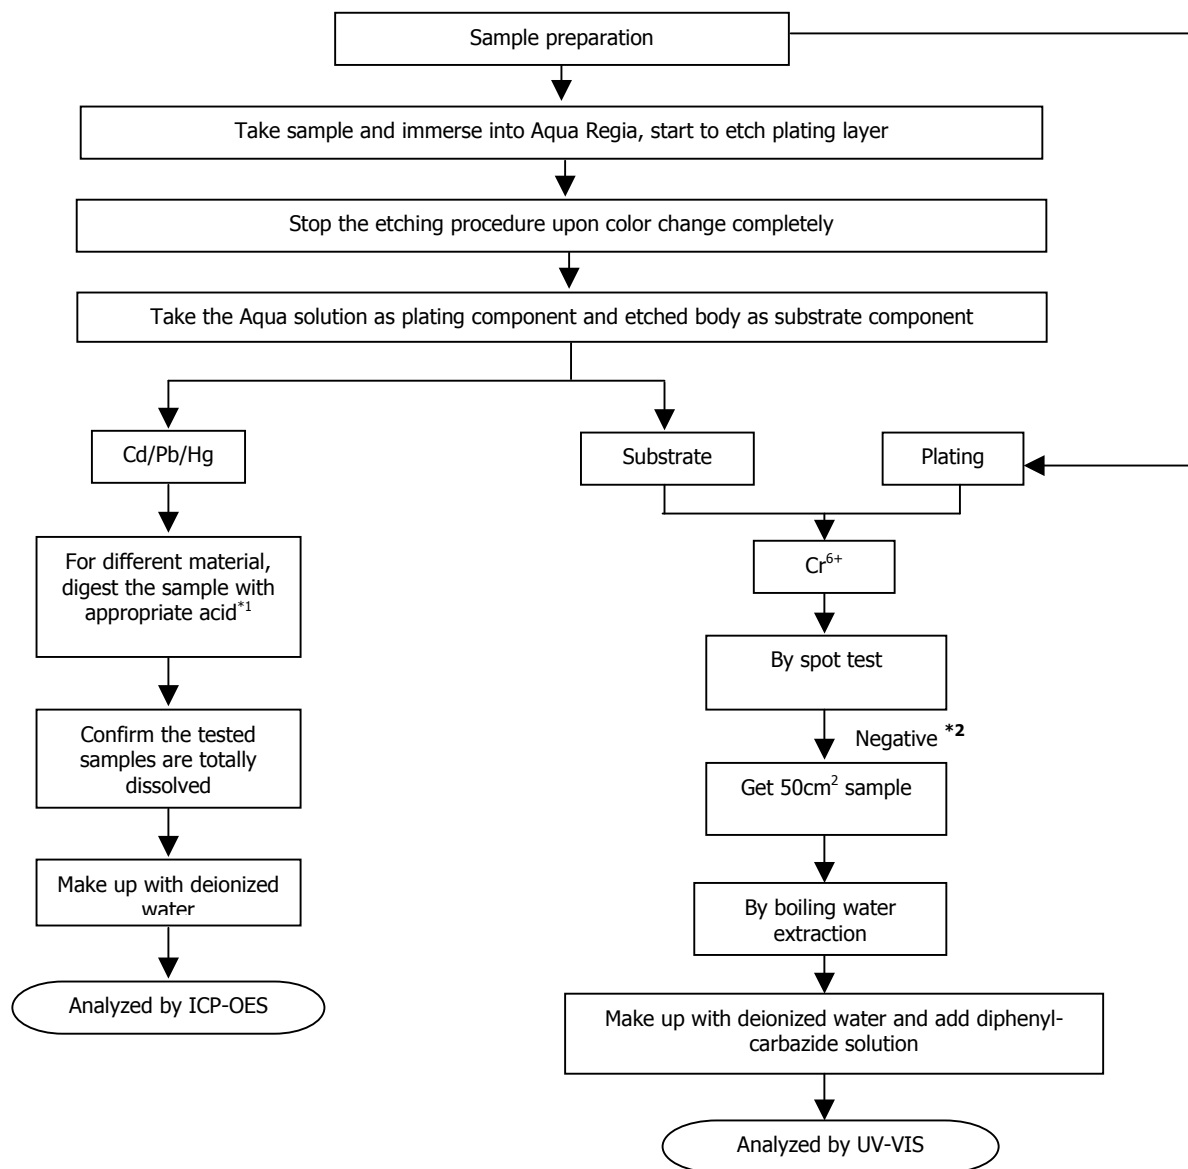 Sample preparation
Take sample and immerse into Aqua Regia, start to etch plating layer
Stop the etching procedure upon color change completely
Take the Aqua solution as plating component and etched body as substrate component
Cd/Pb/Hg
Substrate
Plating
For different material,
digest the sample with
appropriate acid*1
Cr6+
By spot test
Confirm the tested
samples are totally
dissolved
Negative *2
Get 50cm2 sample
Make up with deionized
water
By boiling water
extraction
Analyzed by ICP-OES
Make up with deionized water and add diphenyl-
carbazide solution
Analyzed by UV-VIS